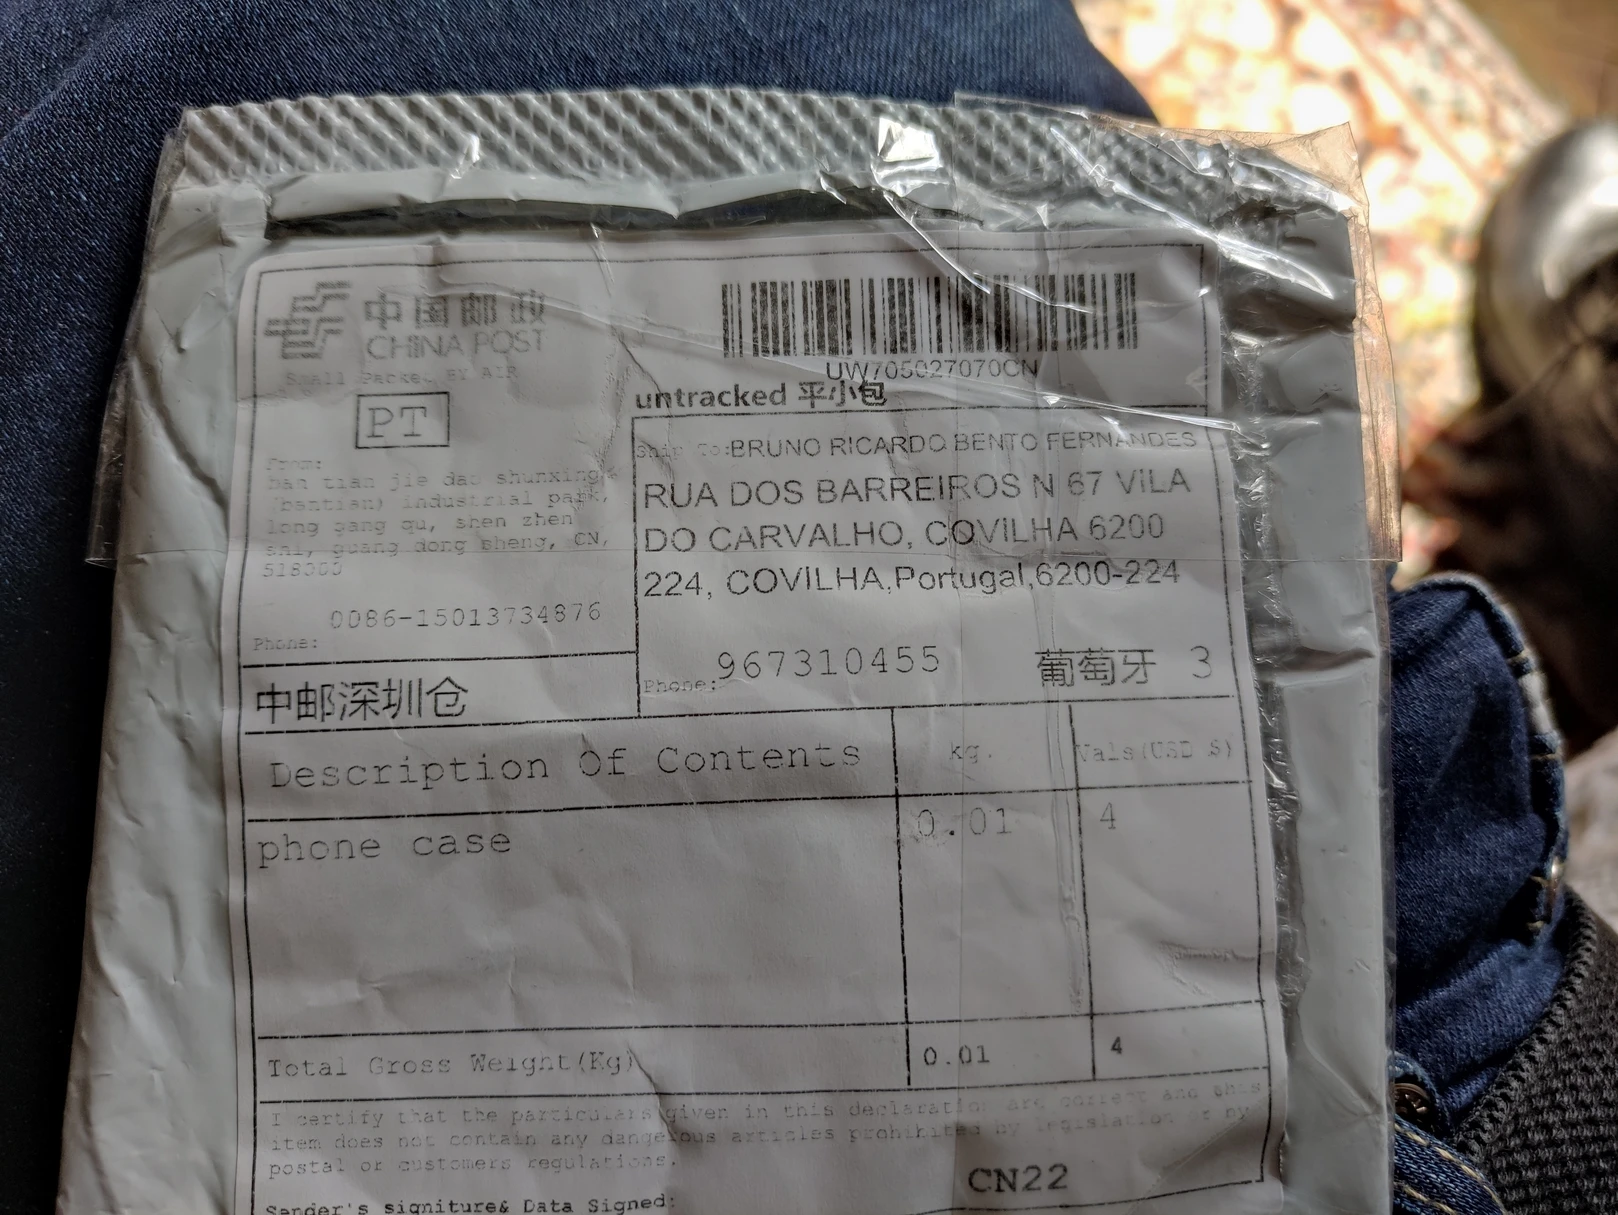 中国邮政
CHINA POST
Small Packet BY AIR
PT
UW705027070CN
untracked 平小包
From:
ban tian jie dao shunxing
(bantian) industrial park,
long gang qu, shen zhen
shi, guang dong sheng, CN,
518000
Phone: 0086-15013734876
Ship To:BRUNO RICARDO BENTO FERNANDES
RUA DOS BARREIROS N 67 ViLA
DO CARVALHO, COVILHA 6200
224, COVILHA,Portugal,6200-224
Phone:967310455 葡萄牙 3
中邮深圳仓
Description Of Contents kg. Vals(USD $)
phone case 0.01 4
Total Gross Weight(Kg) 0.01 4
I certify that the particulars given in this declaration are correct and this
item does not contain any dangerous articles prohibited by legislation or by
postal or customers regulations.
CN22
Sender's signiture& Data Signed: